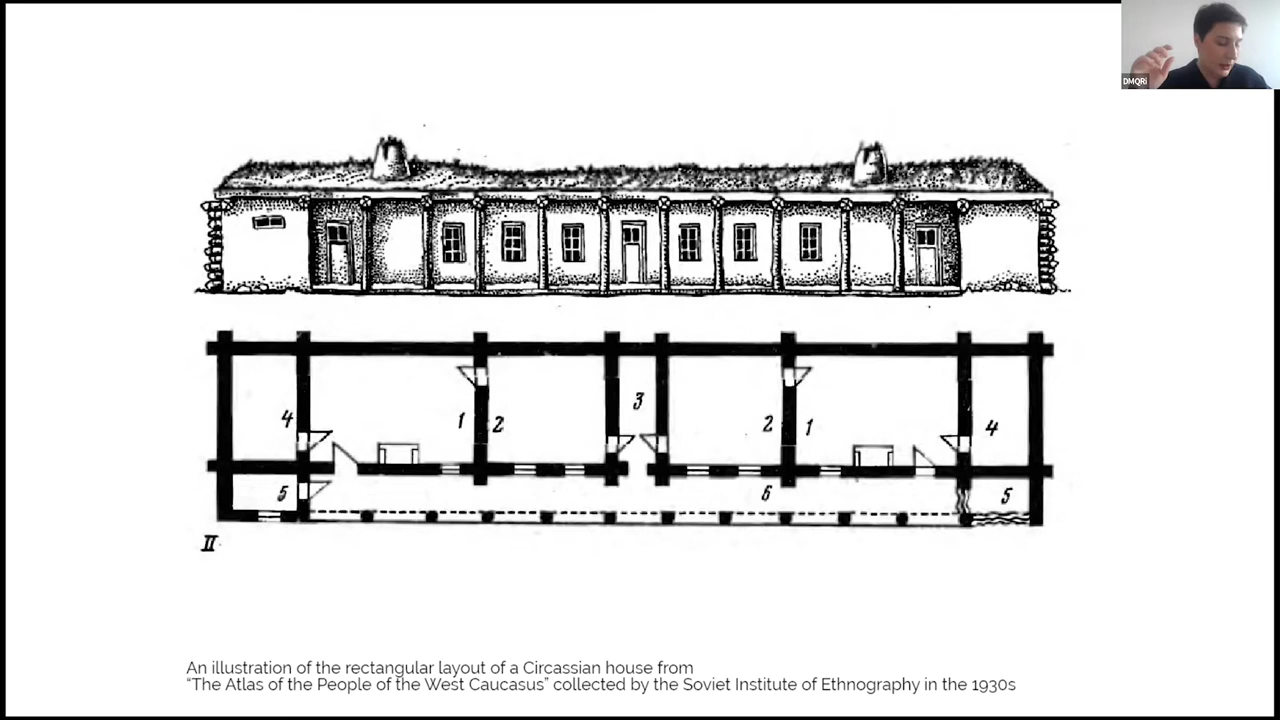 DMQRi
4
1
2
3
2
1
4
5
6
5
II
An illustration of the rectangular layout of a Circassian house from
“The Atlas of the People of the West Caucasus” collected by the Soviet Institute of Ethnography in the 1930s